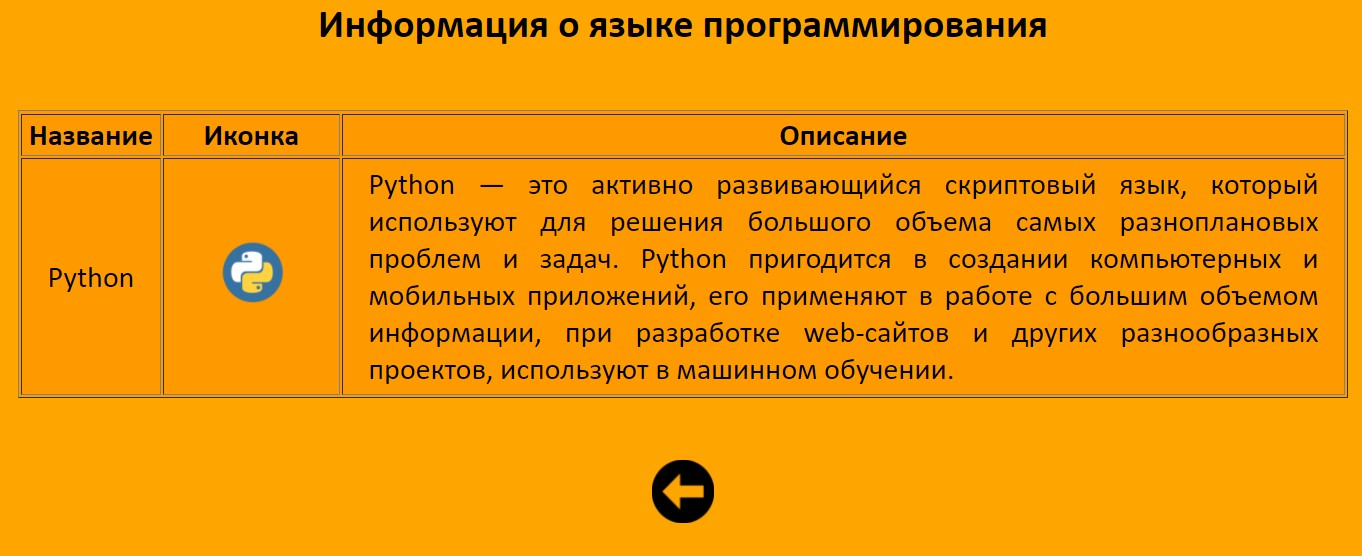 Информация о языке программирования
Название Иконка Описание
Python — это активно развивающийся скриптовый язык, который
используют для решения большого объема самых разноплановых
проблем и задач. Python пригодится в создании компьютерных и
мобильных приложений, его применяют в работе с большим объемом
информации, при разработке web-сайтов и других разнообразных
проектов, используют в машинном обучении.
Python